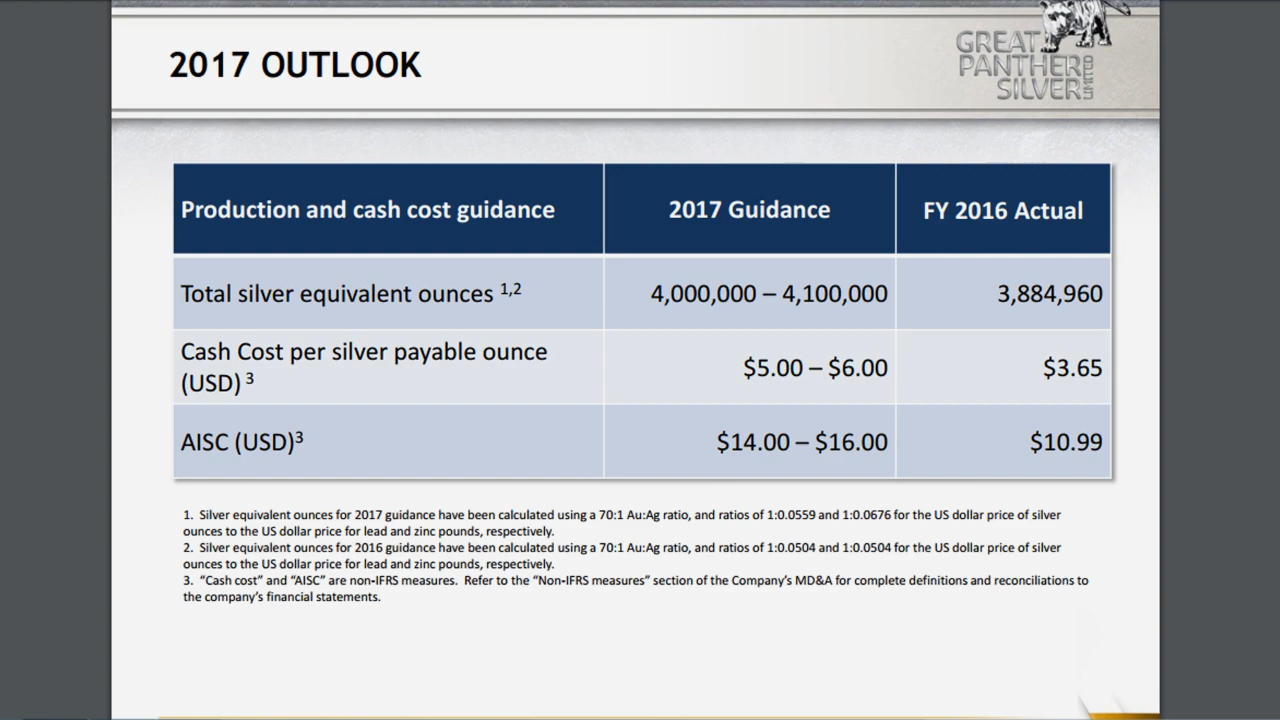 2017 OUTLOOK
GREAT
PANTHER
SILVER
LIMITED
Production and cash cost guidance
2017 Guidance
FY 2016 Actual
Total silver equivalent ounces 1,2
4,000,000 – 4,100,000
3,884,960
Cash Cost per silver payable ounce
(USD) 3
$5.00 – $6.00
$3.65
AISC (USD)3
$14.00 – $16.00
$10.99
1. Silver equivalent ounces for 2017 guidance have been calculated using a 70:1 Au:Ag ratio, and ratios of 1:0.0559 and 1:0.0676 for the US dollar price of silver
ounces to the US dollar price for lead and zinc pounds, respectively.
2. Silver equivalent ounces for 2016 guidance have been calculated using a 70:1 Au:Ag ratio, and ratios of 1:0.0504 and 1:0.0504 for the US dollar price of silver
ounces to the US dollar price for lead and zinc pounds, respectively.
3. “Cash cost” and “AISC” are non-IFRS measures. Refer to the “Non-IFRS measures” section of the Company’s MD&A for complete definitions and reconciliations to
the company’s financial statements.